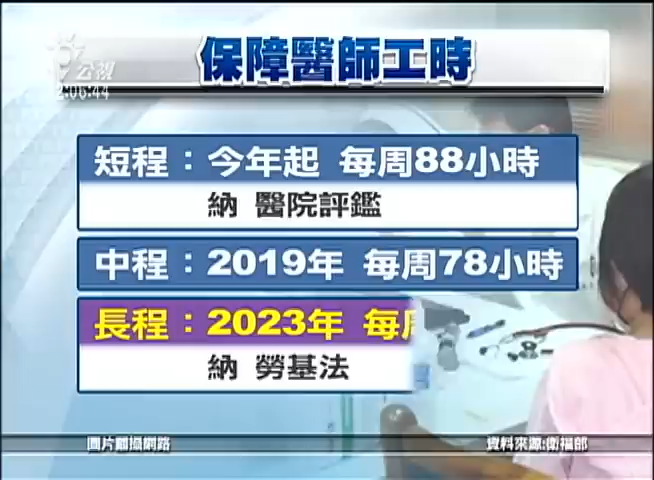 公視
2:06:44
保障醫師工時
短程：今年起 每周88小時
納 醫院評鑑
中程：2019年 每周78小時
長程：2023年 每
納 勞基法
圖片翻攝網路
資料來源:衛福部